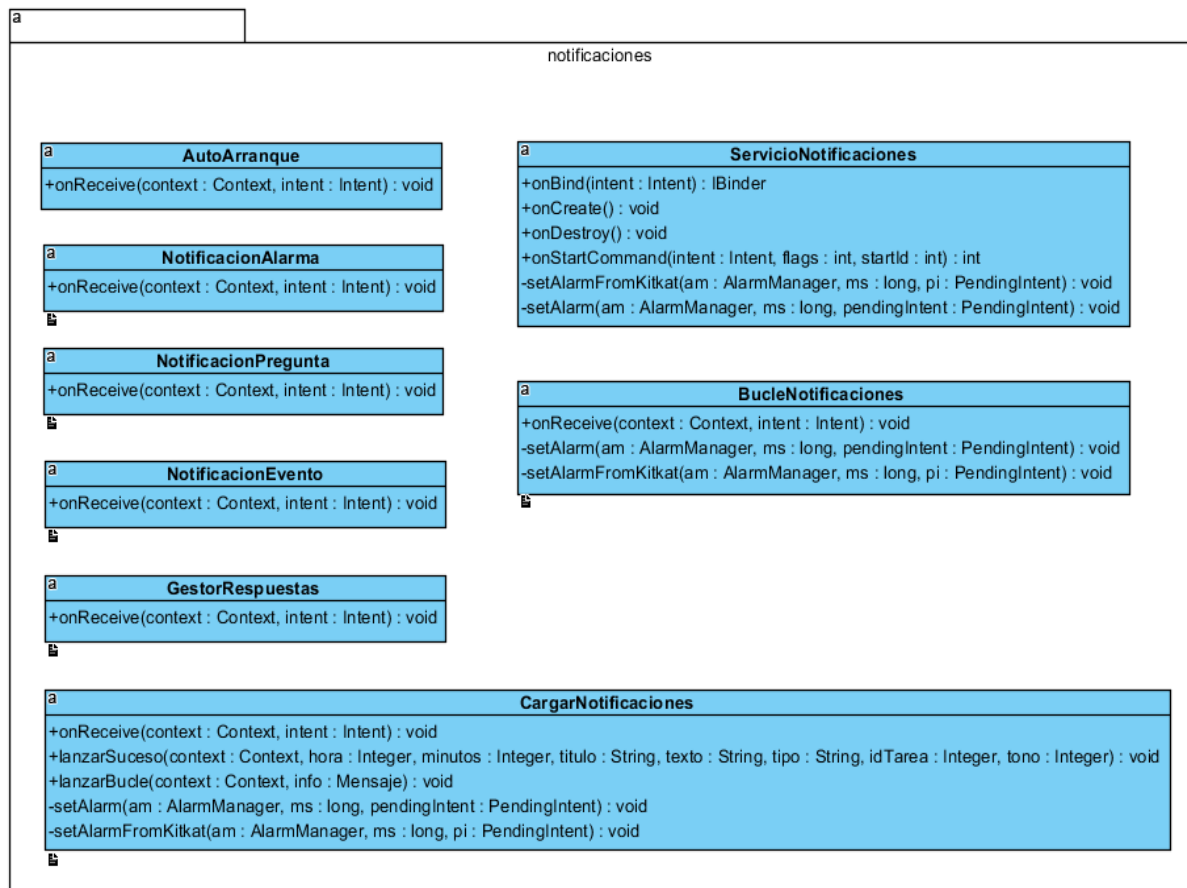 a
notificaciones
a
AutoArranque
+onReceive(context : Context, intent : Intent) : void
a
NotificacionAlarma
+onReceive(context : Context, intent : Intent) : void
a
NotificacionPregunta
+onReceive(context : Context, intent : Intent) : void
a
NotificacionEvento
+onReceive(context : Context, intent : Intent) : void
a
GestorRespuestas
+onReceive(context : Context, intent : Intent) : void
a
ServicioNotificaciones
+onBind(intent : Intent) : IBinder
+onCreate() : void
+onDestroy() : void
+onStartCommand(intent : Intent, flags : int, startId : int) : int
-setAlarmFromKitkat(am : AlarmManager, ms : long, pi : PendingIntent) : void
-setAlarm(am : AlarmManager, ms : long, pendingIntent : PendingIntent) : void
a
BucleNotificaciones
+onReceive(context : Context, intent : Intent) : void
-setAlarm(am : AlarmManager, ms : long, pendingIntent : PendingIntent) : void
-setAlarmFromKitkat(am : AlarmManager, ms : long, pi : PendingIntent) : void
a
CargarNotificaciones
+onReceive(context : Context, intent : Intent) : void
+lanzarSuceso(context : Context, hora : Integer, minutos : Integer, titulo : String, texto : String, tipo : String, idTarea : Integer, tono : Integer) : void
+lanzarBucle(context : Context, info : Mensaje) : void
-setAlarm(am : AlarmManager, ms : long, pendingIntent : PendingIntent) : void
-setAlarmFromKitkat(am : AlarmManager, ms : long, pi : PendingIntent) : void